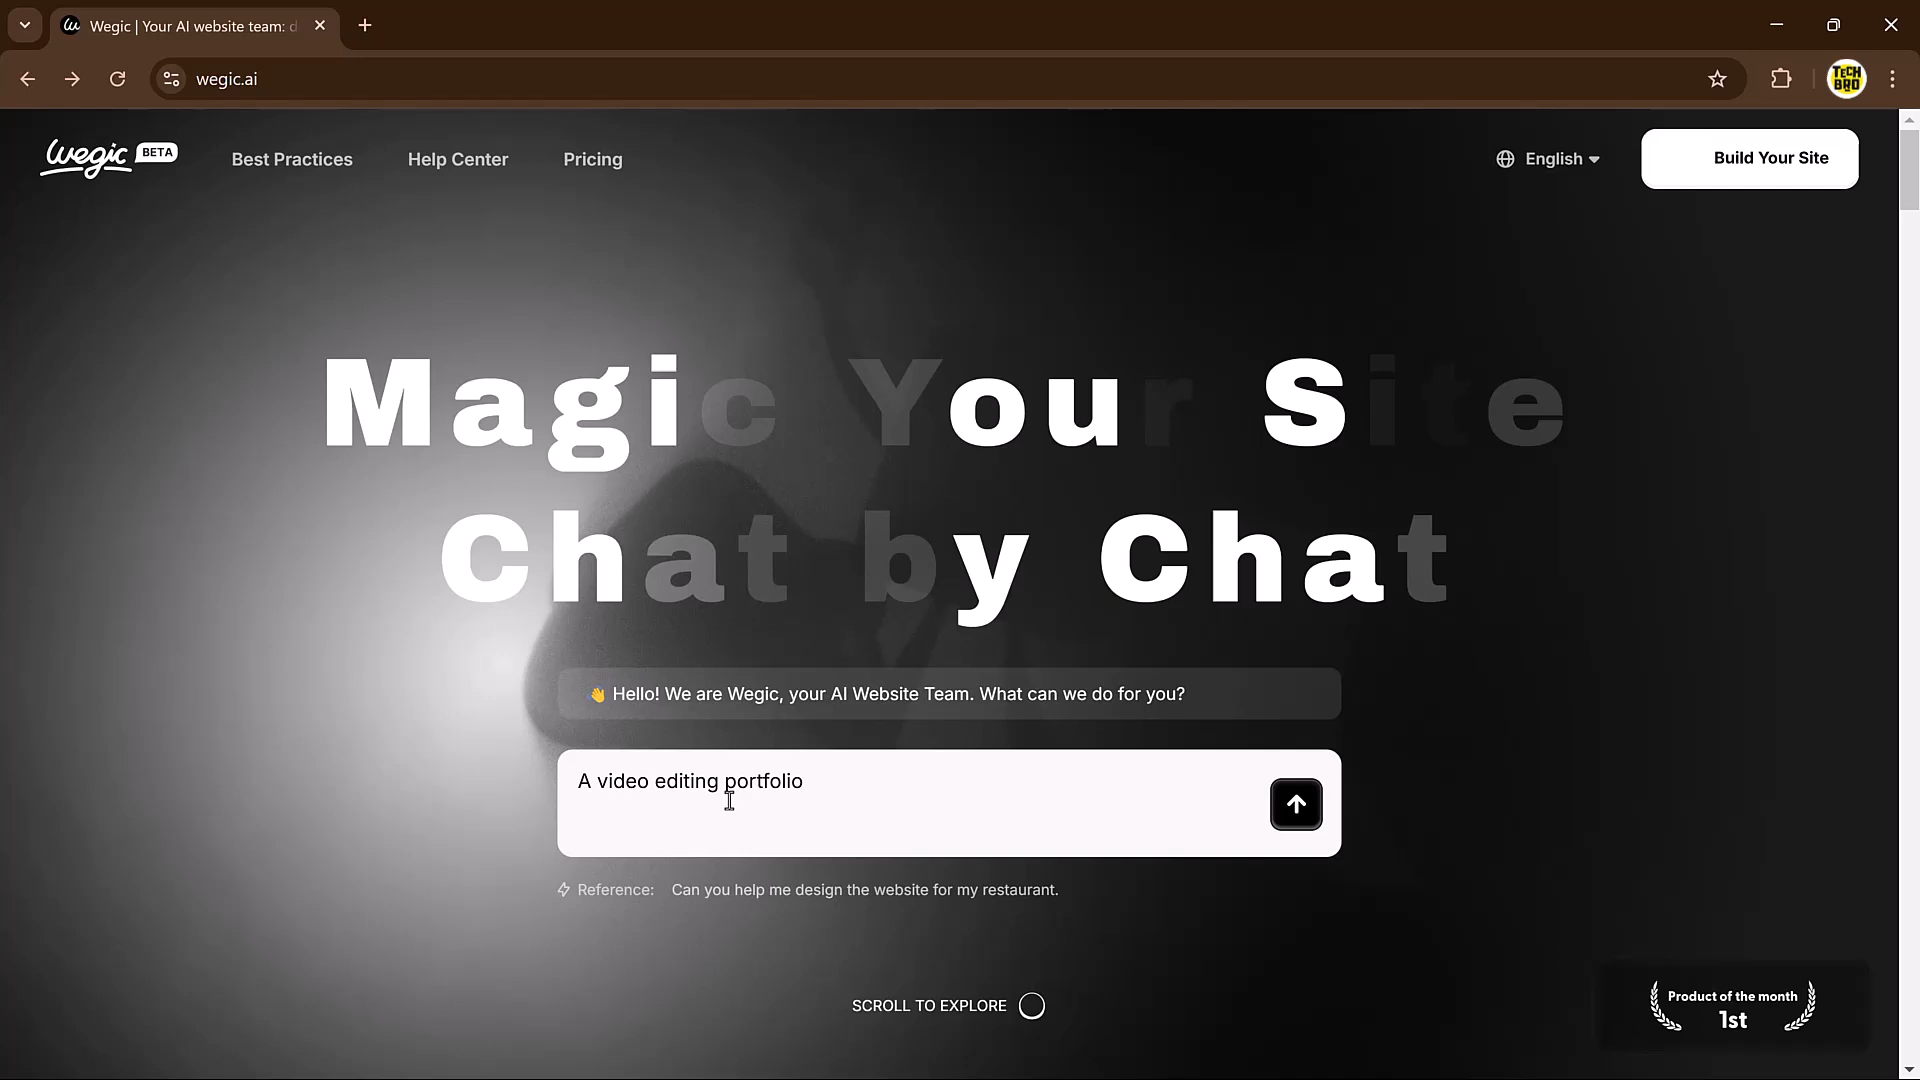 Wegic | Your AI website team: d
wegic.ai
TECH
BRO
Wegic BETA
Best Practices
Help Center
Pricing
English
Build Your Site
Magic Your Site
Chat by Chat
👋 Hello! We are Wegic, your AI Website Team. What can we do for you?
A video editing portfolio
Reference: Can you help me design the website for my restaurant.
SCROLL TO EXPLORE
Product of the month
1st